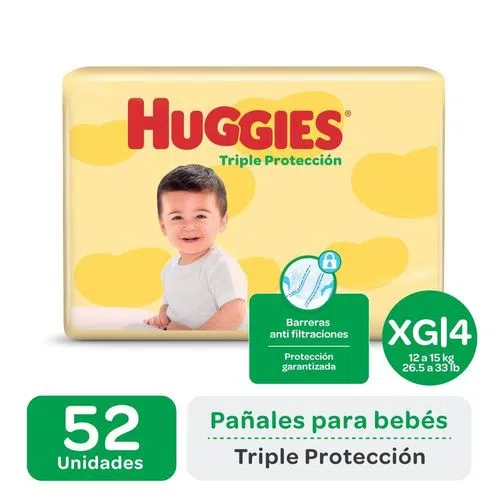 HUGGIES®
Triple Protección
Barreras
anti filtraciones
Protección
garantizada
XG|4
12 a 15 kg
26.5 a 33 lb
52
Unidades
Pañales para bebés
Triple Protección